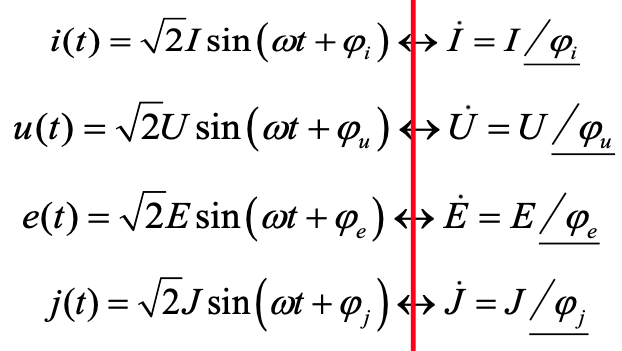 i(t) = √2I sin(ωt + φᵢ) ↔ İ = I∠φᵢ
u(t) = √2U sin(ωt + φᵤ) ↔ U̇ = U∠φᵤ
e(t) = √2E sin(ωt + φₑ) ↔ Ė = E∠φₑ
j(t) = √2J sin(ωt + φⱼ) ↔ J̇ = J∠φⱼ